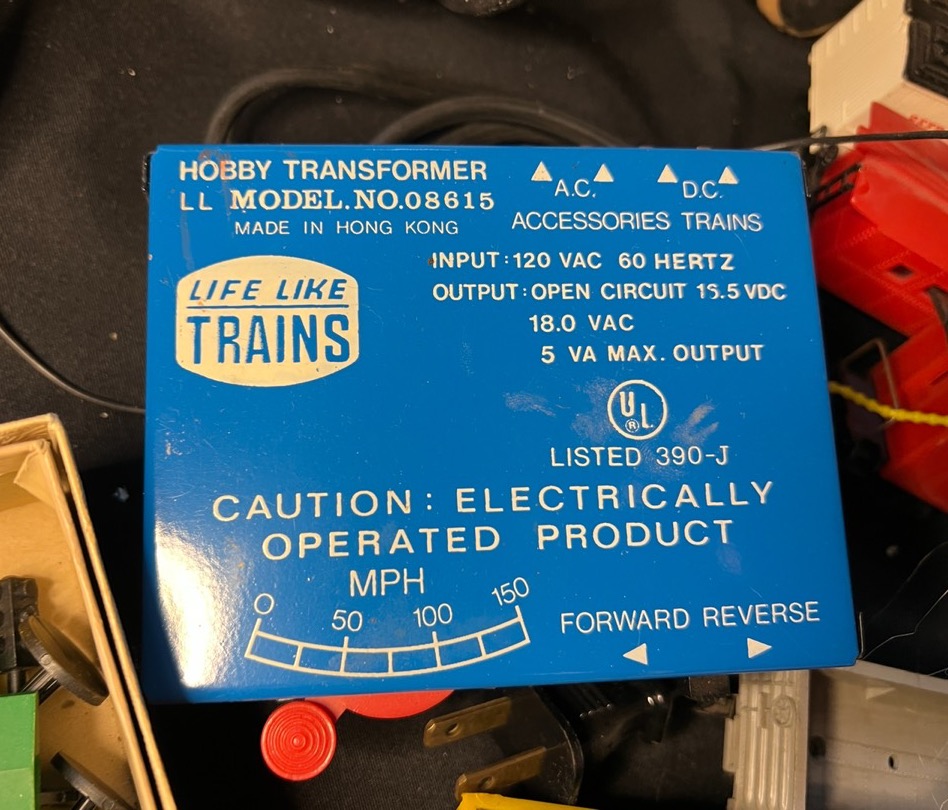 HOBBY TRANSFORMER
LL MODEL.NO.08615
MADE IN HONG KONG
A.C. D.C.
ACCESSORIES TRAINS
LIFE LIKE
TRAINS
INPUT:120 VAC 60 HERTZ
OUTPUT:OPEN CIRCUIT 15.5 VDC
18.0 VAC
5 VA MAX. OUTPUT
UL
®
LISTED 390-J
CAUTION: ELECTRICALLY
OPERATED PRODUCT
MPH
0 50 100 150
FORWARD REVERSE